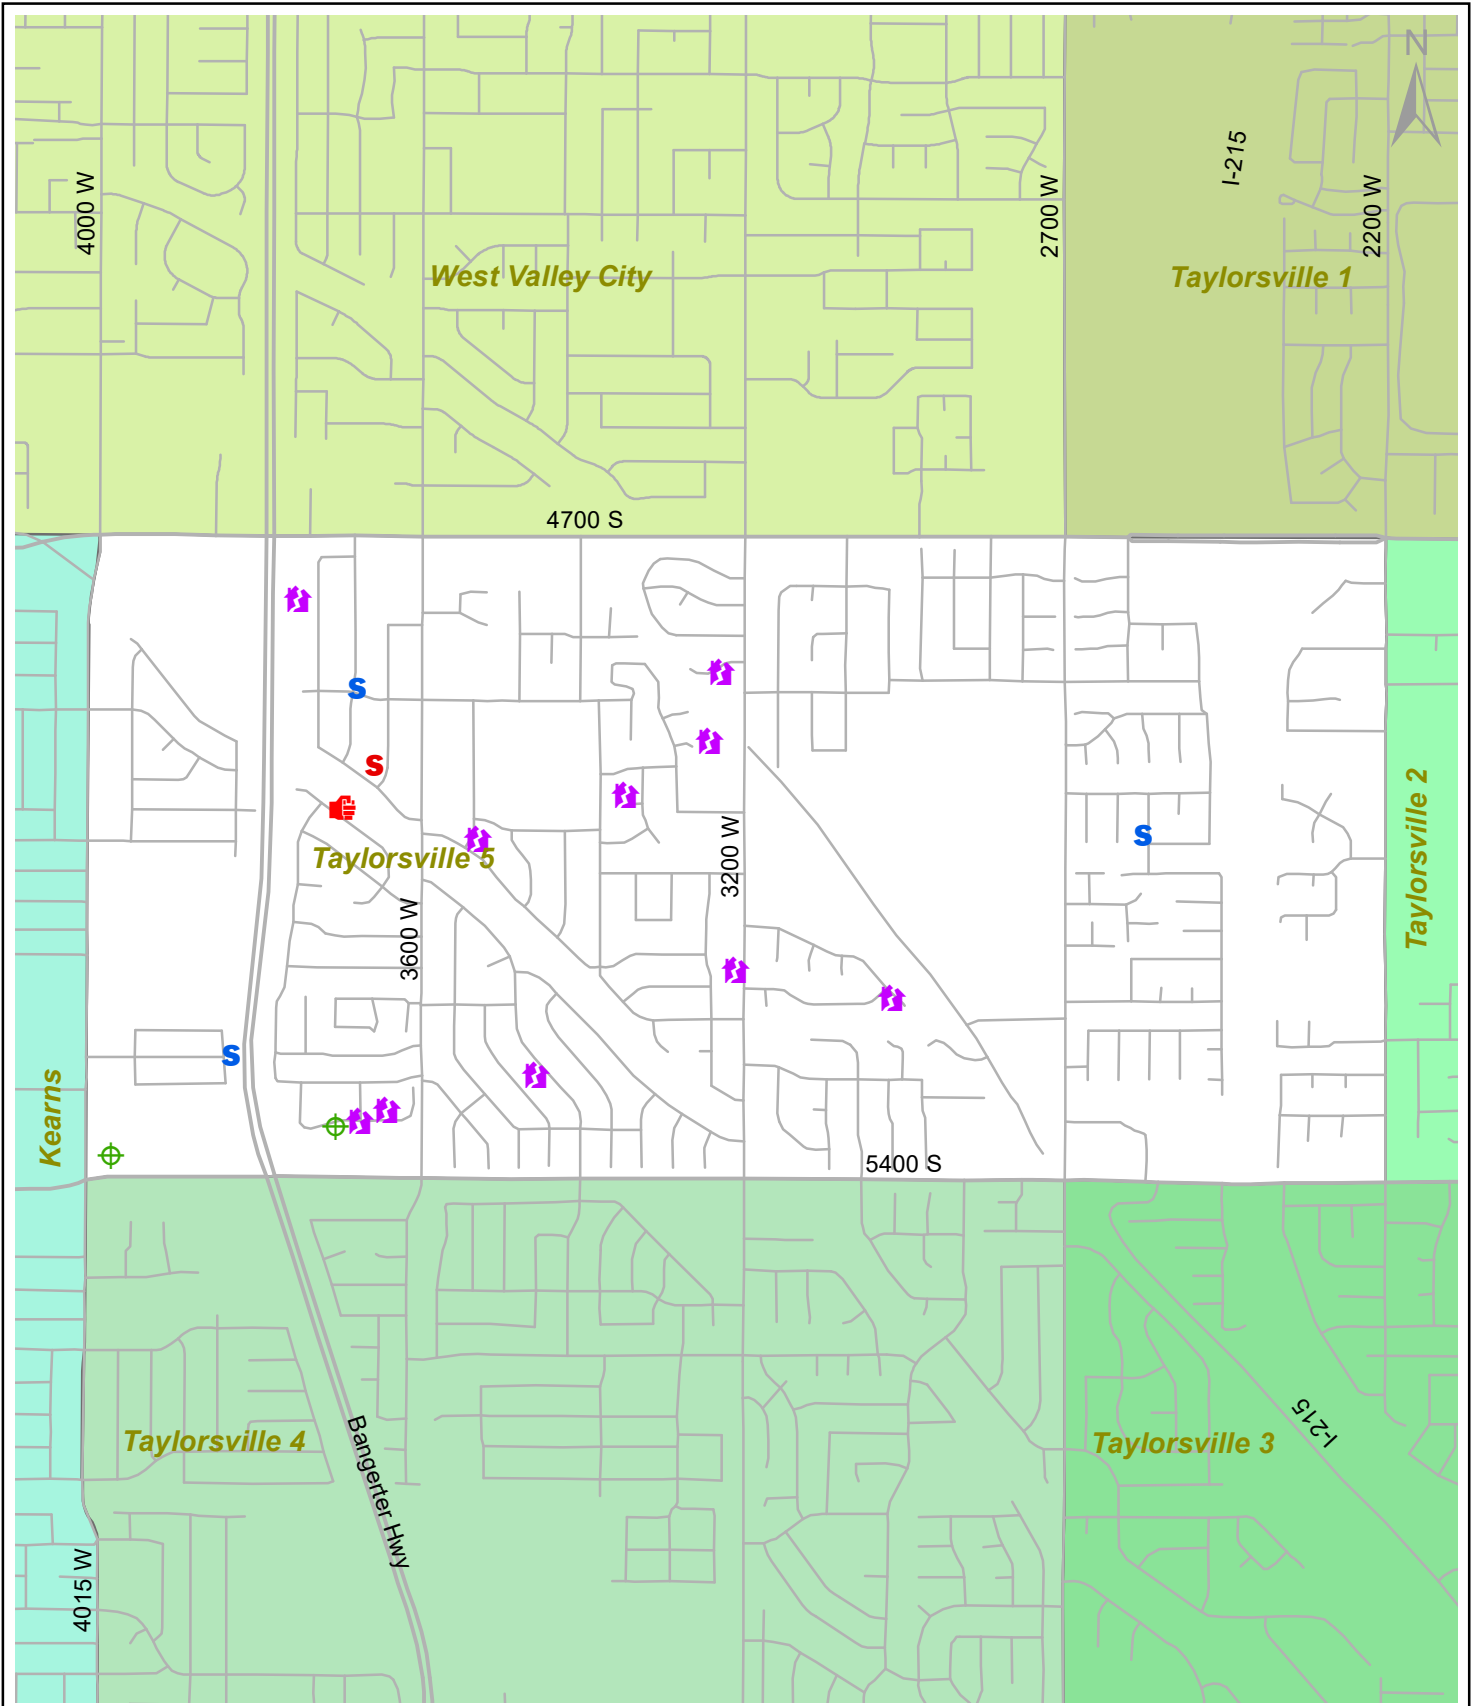 N
I-215
4000 W
2700 W
2200 W
West Valley City
Taylorsville 1
4700 S
S
S
Taylorsville 2
3200 W
S
Taylorsville 5
3600 W
S
Kearns
5400 S
I-215
Taylorsville 4
Taylorsville 3
Bangerter Hwy
4015 W